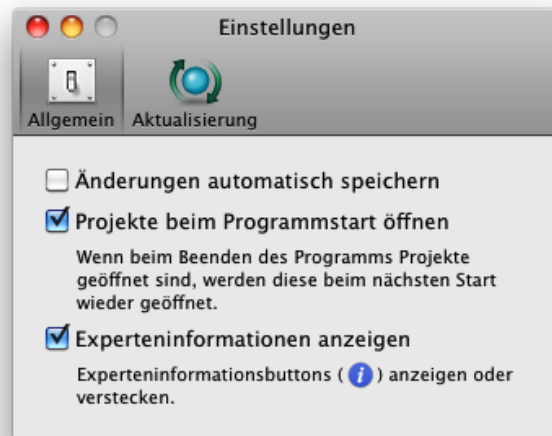 Einstellungen
Allgemein Aktualisierung
Änderungen automatisch speichern
Projekte beim Programmstart öffnen
Wenn beim Beenden des Programms Projekte
geöffnet sind, werden diese beim nächsten Start
wieder geöffnet.
Experteninformationen anzeigen
Experteninformationsbuttons ( i ) anzeigen oder
verstecken.